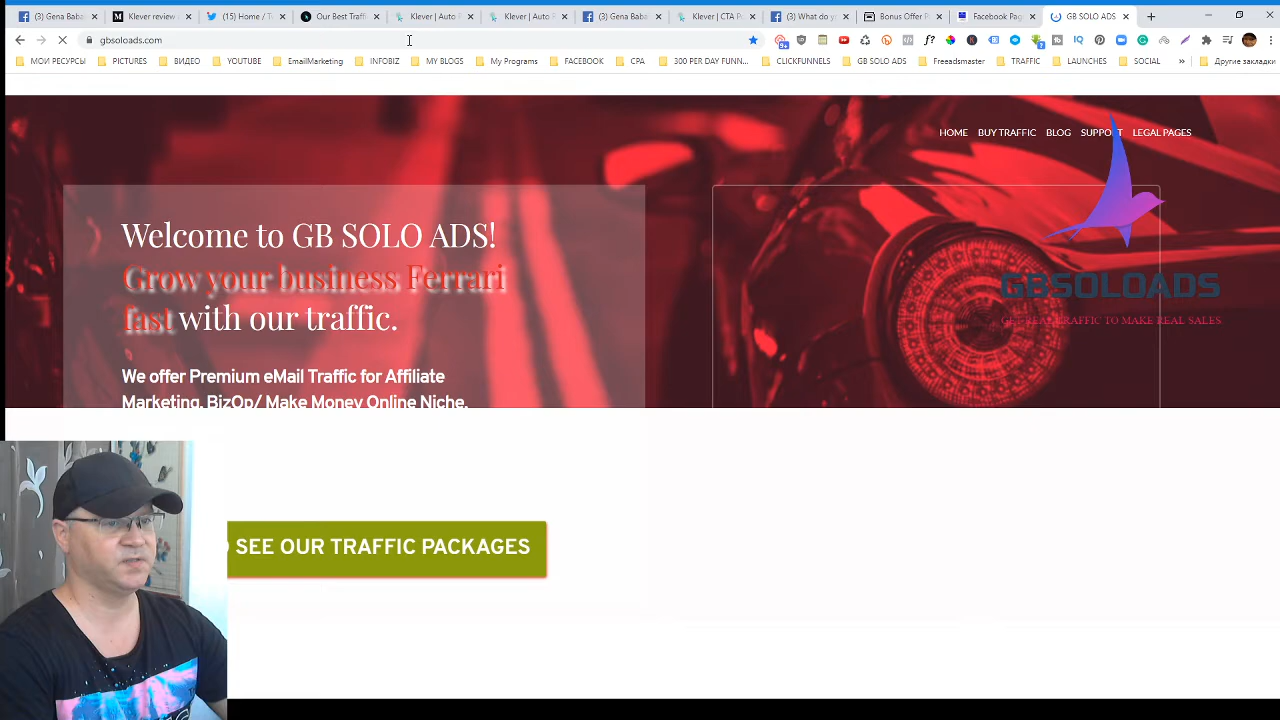 (3) Gena Baba
Klever review
(15) Home / T
Our Best Traffi
Klever | Auto
Klever | Auto
(3) Gena Baba
Klever | CTA P
(3) What do y
Bonus Offer P
Facebook Pag
GB SOLO ADS
gbsoloads.com
9+
МОИ РЕСУРСЫ
PICTURES
ВИДЕО
YOUTUBE
EmailMarketing
INFOBIZ
MY BLOGS
My Programs
FACEBOOK
CPA
300 PER DAY FUNN...
CLICKFUNNELS
GB SOLO ADS
Freeadsmaster
TRAFFIC
LAUNCHES
SOCIAL
»
Другие закладки
HOME BUY TRAFFIC BLOG SUPPORT LEGAL PAGES
Welcome to GB SOLO ADS!
Grow your business Ferrari
fast with our traffic.
We offer Premium eMail Traffic for Affiliate
Marketing, BizOp/ Make Money Online Niche.
GBSOLOADS
GET REAL TRAFFIC TO MAKE REAL SALES
SEE OUR TRAFFIC PACKAGES